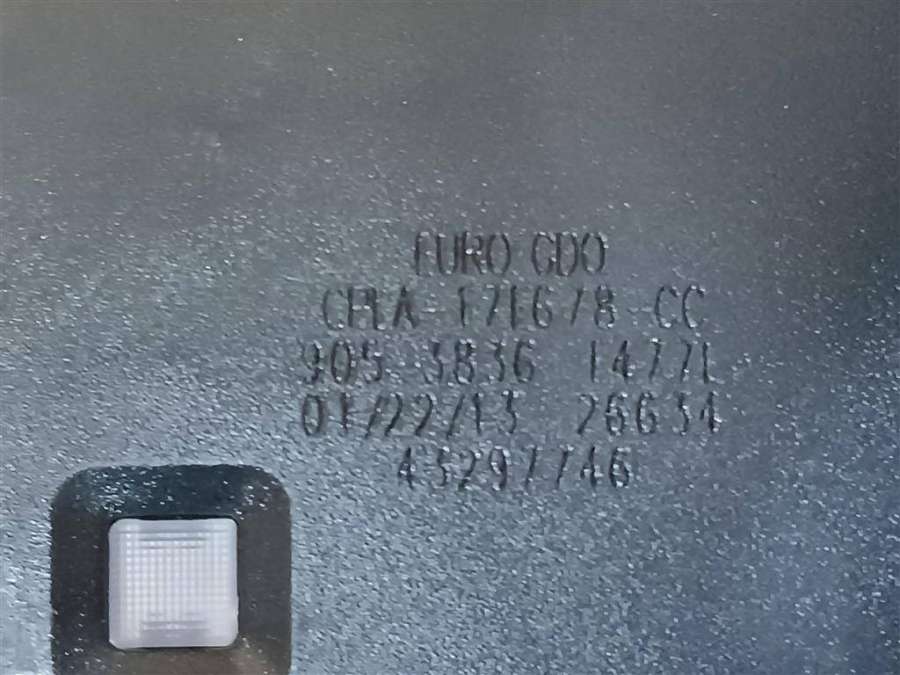 EURO GDO
CPLA-17E678-CC
905 3836 1477L
01/22/13 26634
43297746